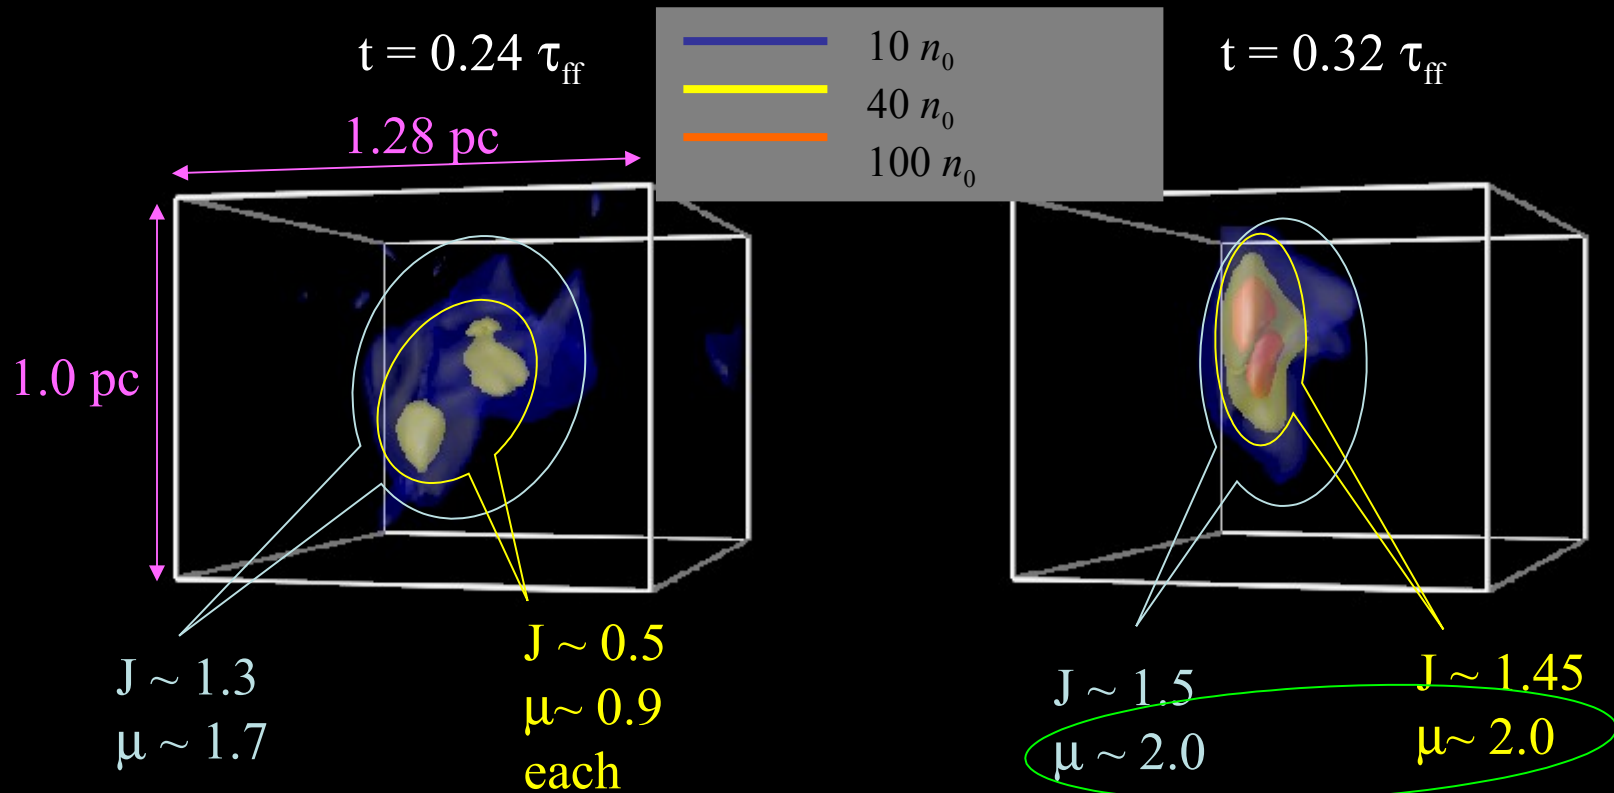 t = 0.24 τff
10 n0
40 n0
100 n0
t = 0.32 τff
1.28 pc
1.0 pc
J ~ 1.3
μ ~ 1.7
J ~ 0.5
μ~ 0.9
each
J ~ 1.5
μ ~ 2.0
J ~ 1.45
μ~ 2.0